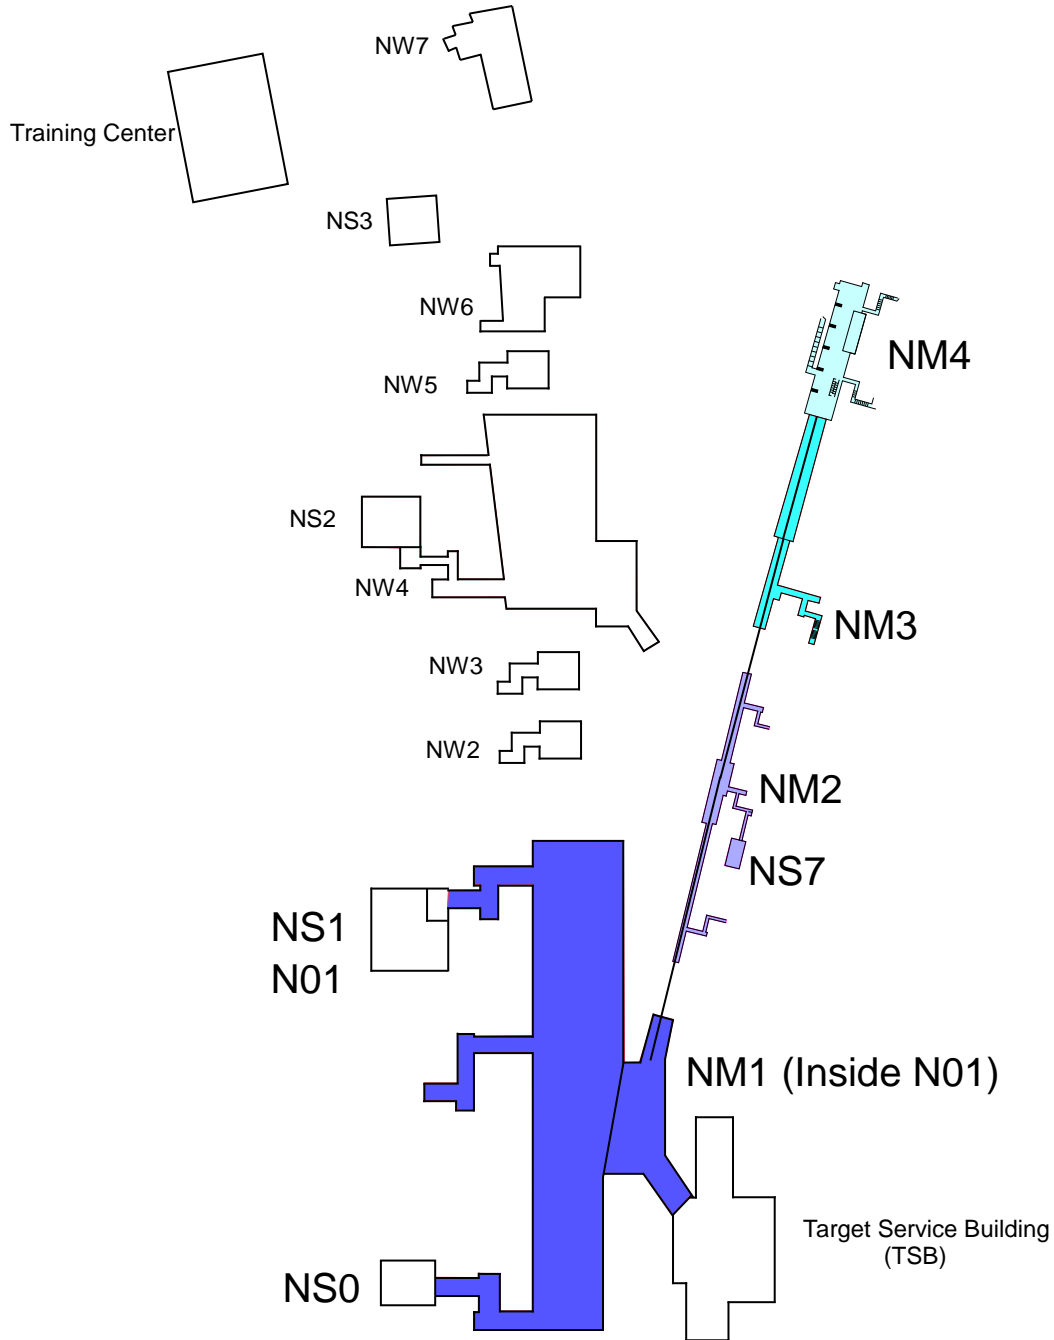 NW7
Training Center
NS3
NW6
NM4
NW5
NS2
NW4
NM3
NW3
NW2
NM2
NS7
NS1
N01
NM1 (Inside N01)
Target Service Building
(TSB)
NS0